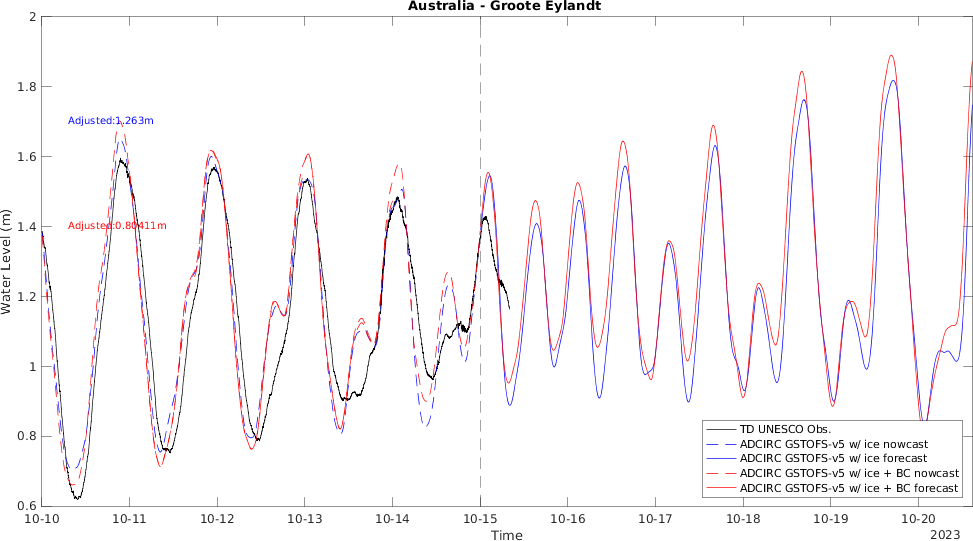 Australia - Groote Eylandt
2
1.8
1.6
1.4
1.2
1
0.8
0.6
Water Level (m)
Adjusted:1.263m
Adjusted:0.80411m
TD UNESCO Obs.
ADCIRC GSTOFS-v5 w/ ice nowcast
ADCIRC GSTOFS-v5 w/ ice forecast
ADCIRC GSTOFS-v5 w/ ice + BC nowcast
ADCIRC GSTOFS-v5 w/ ice + BC forecast
10-10 10-11 10-12 10-13 10-14 10-15 10-16 10-17 10-18 10-19 10-20
Time
2023